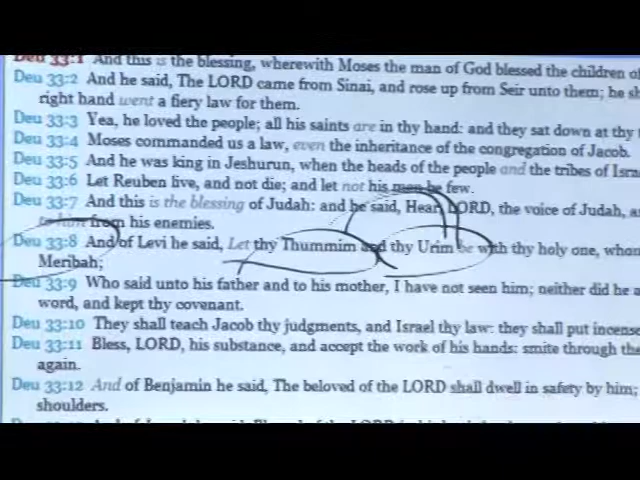 Deu 33:1 And this is the blessing, wherewith Moses the man of God blessed the children of
Deu 33:2 And he said, The LORD came from Sinai, and rose up from Seir unto them; he sh
right hand went a fiery law for them.
Deu 33:3 Yea, he loved the people; all his saints are in thy hand: and they sat down at thy
Deu 33:4 Moses commanded us a law, even the inheritance of the congregation of Jacob.
Deu 33:5 And he was king in Jeshurun, when the heads of the people and the tribes of Isra
Deu 33:6 Let Reuben live, and not die; and let not his men be few.
Deu 33:7 And this is the blessing of Judah: and he said, Hear, LORD, the voice of Judah, a
to him from his enemies.
Deu 33:8 And of Levi he said, Let thy Thummim and thy Urim be with thy holy one, whom
Meribah;
Deu 33:9 Who said unto his father and to his mother, I have not seen him; neither did he a
word, and kept thy covenant.
Deu 33:10 They shall teach Jacob thy judgments, and Israel thy law: they shall put incense
Deu 33:11 Bless, LORD, his substance, and accept the work of his hands: smite through the
again.
Deu 33:12 And of Benjamin he said, The beloved of the LORD shall dwell in safety by him;
shoulders.